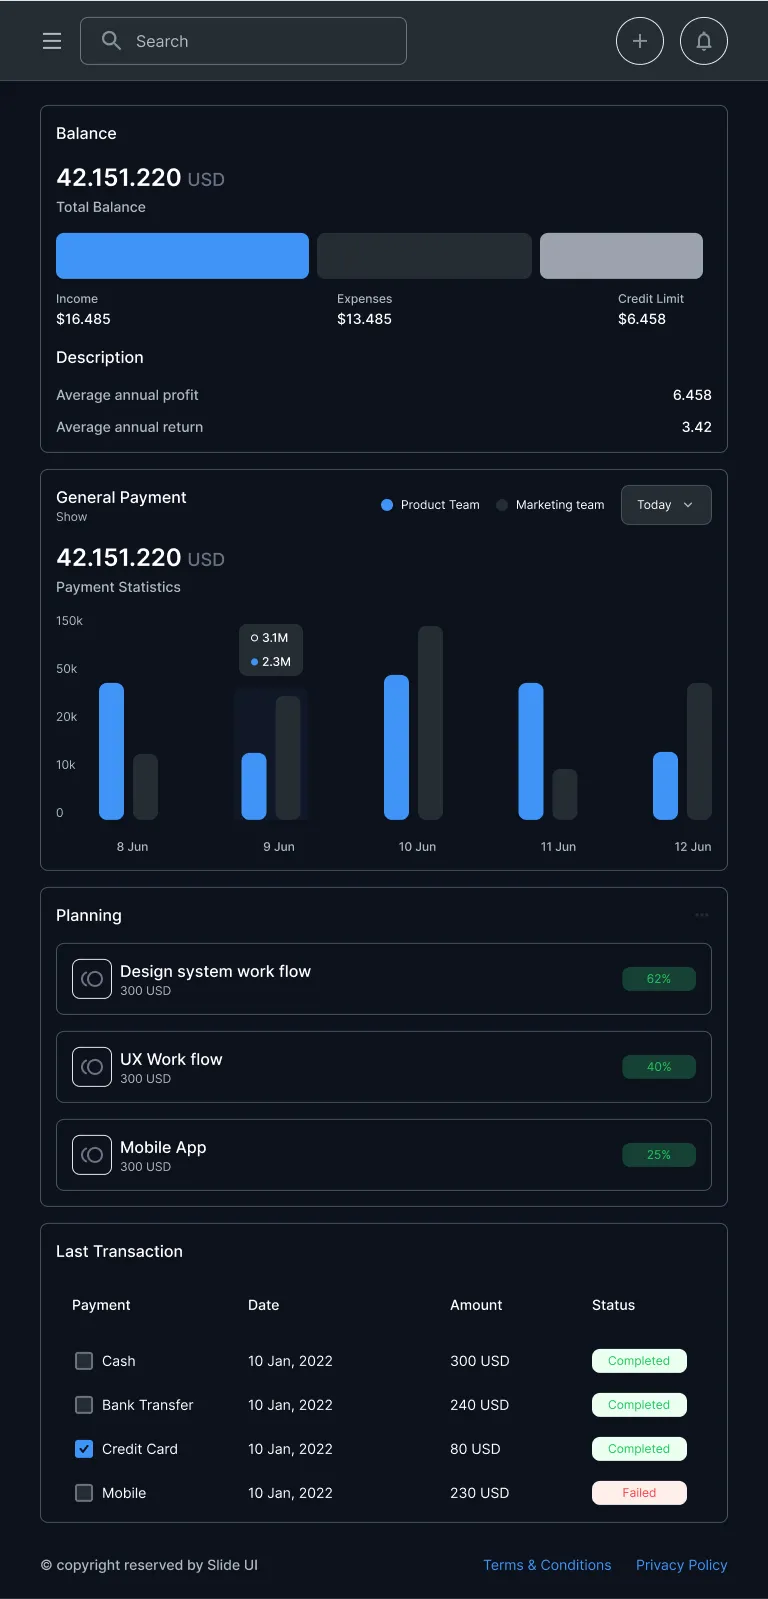 Search
Balance
42.151.220 USD
Total Balance
Income Expenses Credit Limit
$16.485 $13.485 $6.458
Description
Average annual profit 6.458
Average annual return 3.42
General Payment
Show
Product Team Marketing team Today
42.151.220 USD
Payment Statistics
150k
50k
20k
10k
0
3.1M
2.3M
8 Jun 9 Jun 10 Jun 11 Jun 12 Jun
Planning
Design system work flow
300 USD
62%
UX Work flow
300 USD
40%
Mobile App
300 USD
25%
Last Transaction
Payment Date Amount Status
Cash 10 Jan, 2022 300 USD Completed
Bank Transfer 10 Jan, 2022 240 USD Completed
Credit Card 10 Jan, 2022 80 USD Completed
Mobile 10 Jan, 2022 230 USD Failed
© copyright reserved by Slide UI Terms & Conditions Privacy Policy